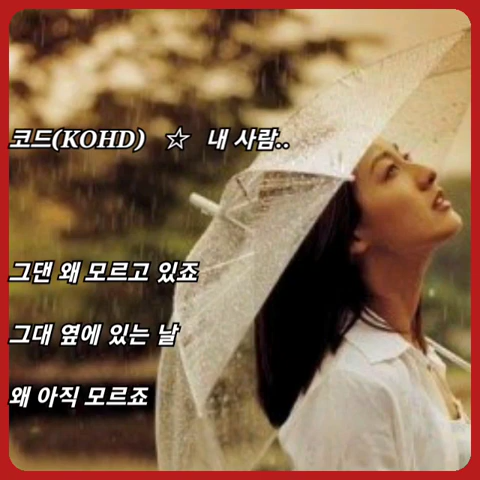 코드(KOHD) ☆ 내 사람..
그댄 왜 모르고 있죠
그대 옆에 있는 날
왜 아직 모르죠